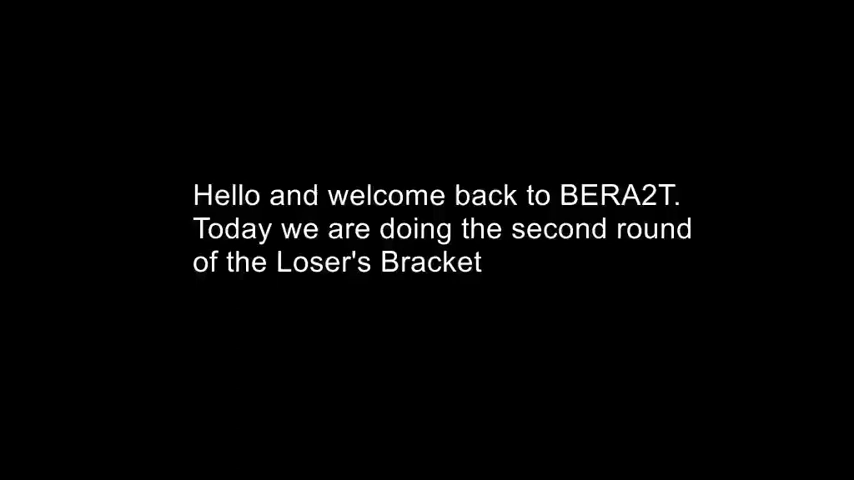 Hello and welcome back to BERA2T.
Today we are doing the second round
of the Loser's Bracket